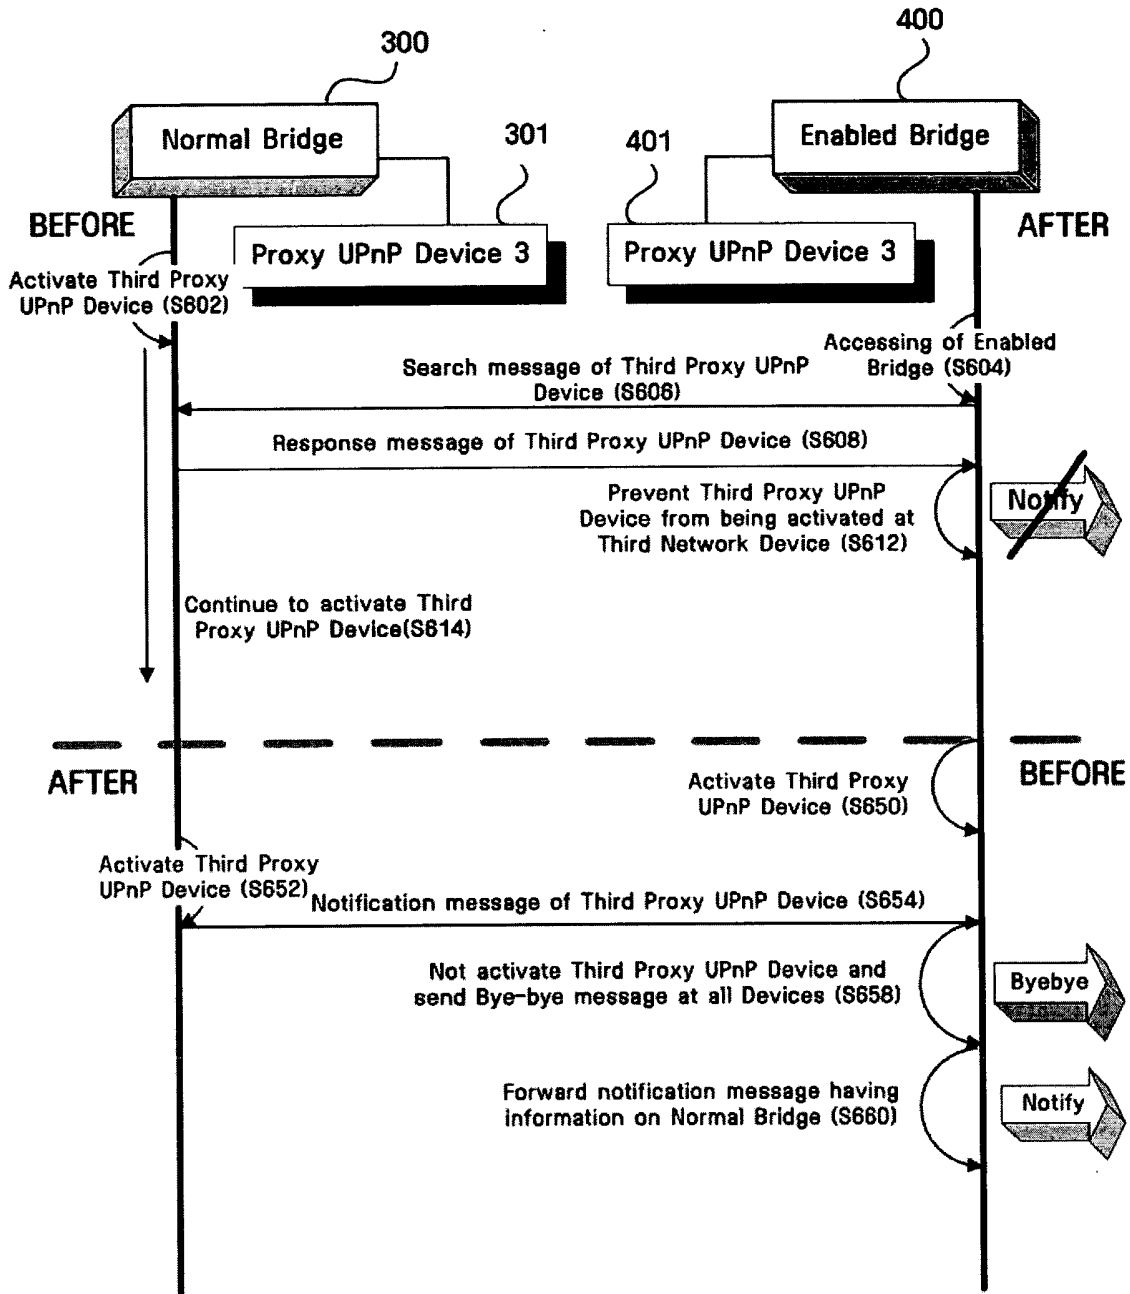 400
300
Normal Bridge
Enabled Bridge
301
401
BEFORE
AFTER
Proxy UPnP Device 3
Proxy UPnP Device 3
Activate Third Proxy
UPnP Device (S602)
Accessing of Enabled
Bridge (S604)
Search message of Third Proxy UPnP
Device (S606)
Response message of Third Proxy UPnP Device (S608)
Prevent Third Proxy UPnP
Device from being activated at
Third Network Device (S612)
Notify
Continue to activate Third
Proxy UPnP Device(S614)
AFTER
BEFORE
Activate Third Proxy
UPnP Device (S650)
Activate Third Proxy
UPnP Device (S652)
Notification message of Third Proxy UPnP Device (S654)
Not activate Third Proxy UPnP Device and
send Bye-bye message at all Devices (S658)
Byebye
Forward notification message having
information on Normal Bridge (S660)
Notify